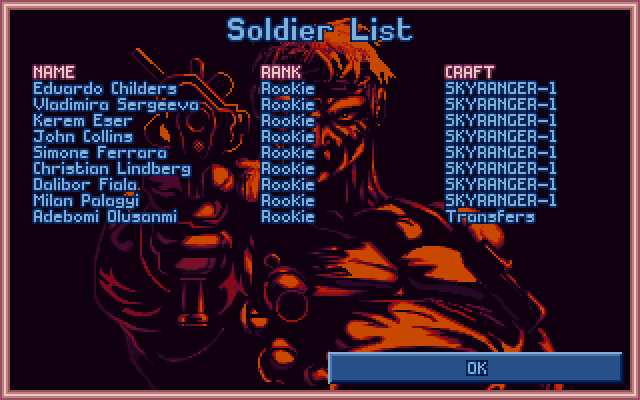 Soldier List
NAME RANK CRAFT
Eduardo Childers Rookie SKYRANGER-1
Vladimira Sergeeva Rookie SKYRANGER-1
Kerem Eser Rookie SKYRANGER-1
John Collins Rookie SKYRANGER-1
Simone Ferrara Rookie SKYRANGER-1
Christian Lindberg Rookie SKYRANGER-1
Dalibor Fiala Rookie SKYRANGER-1
Milan Palagyi Rookie SKYRANGER-1
Adebomi Olusanmi Rookie Transfers
OK